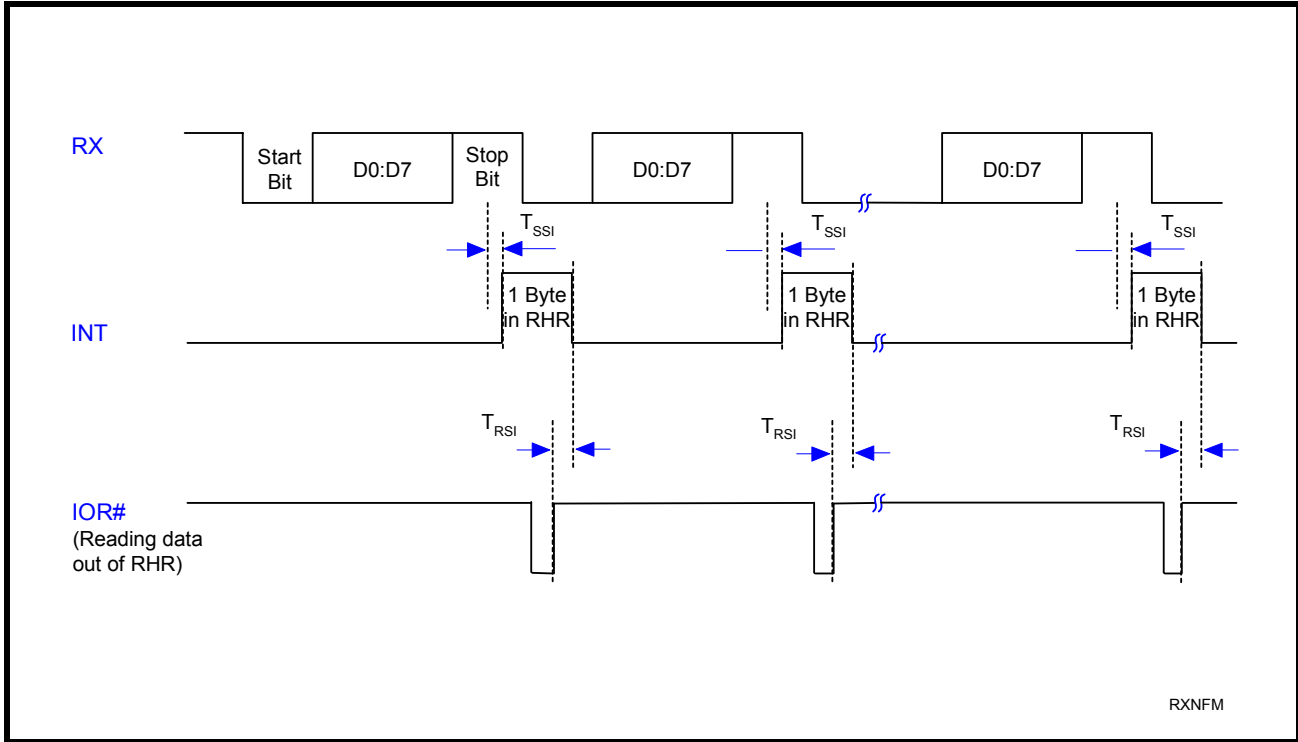 RX
Start
Bit
D0:D7
Stop
Bit
D0:D7
D0:D7
TSSI
TSSI
TSSI
INT
1 Byte
in RHR
1 Byte
in RHR
1 Byte
in RHR
TRSI
TRSI
TRSI
IOR#
(Reading data
out of RHR)
RXNFM